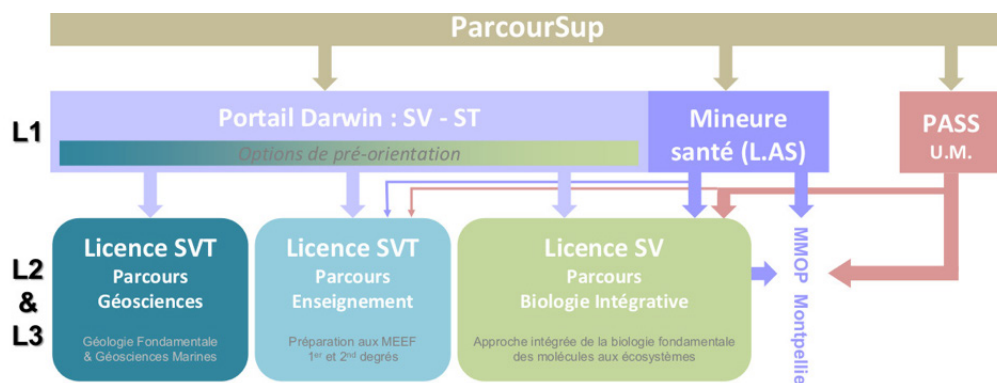 ParcourSup
L1
Portail Darwin : SV - ST
Options de pré-orientation
Mineure
santé (L.AS)
PASS
U.M.
L2
&
L3
Licence SVT
Parcours
Géosciences
Géologie Fondamentale
& Géosciences Marines
Licence SVT
Parcours
Enseignement
Préparation aux MEEF
1er et 2nd degrés
Licence SV
Parcours
Biologie Intégrative
Approche intégrée de la biologie fondamentale
des molécules aux écosystèmes
MMOP Montpellie